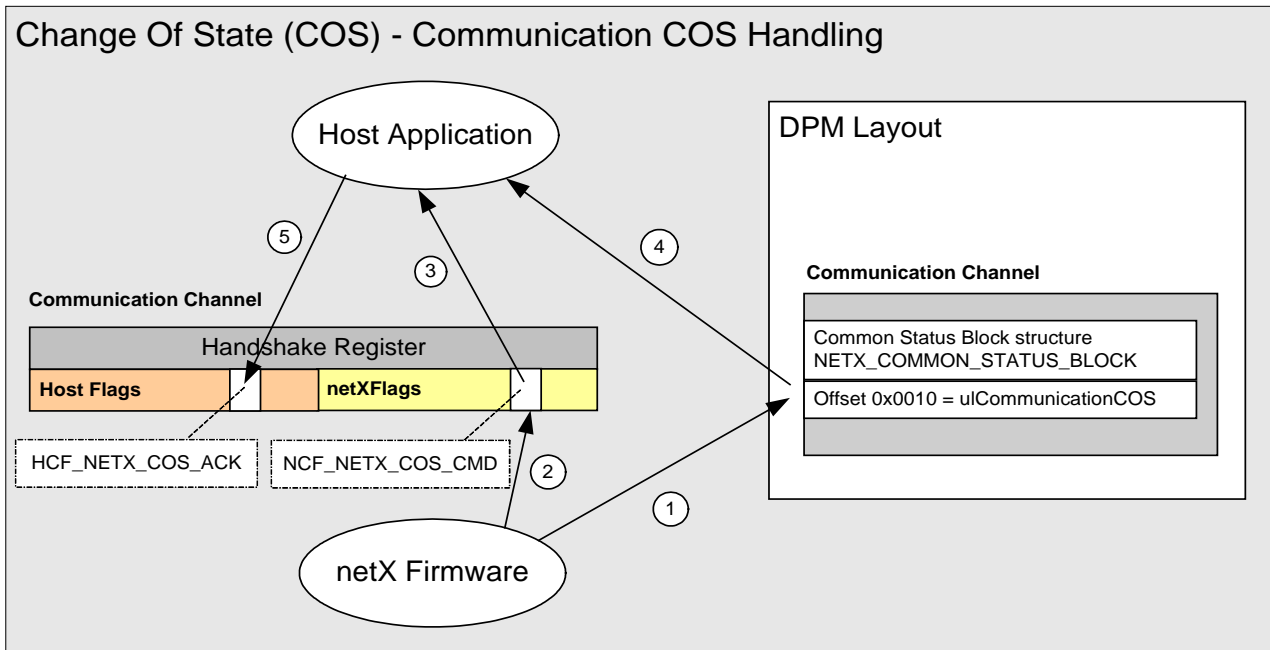 Change Of State (COS) - Communication COS Handling
Host Application
DPM Layout
5
3
4
Communication Channel
Communication Channel
Handshake Register
Host Flags
netXFlags
Common Status Block structure
NETX_COMMON_STATUS_BLOCK
Offset 0x0010 = ulCommunicationCOS
HCF_NETX_COS_ACK
NCF_NETX_COS_CMD
2
1
netX Firmware